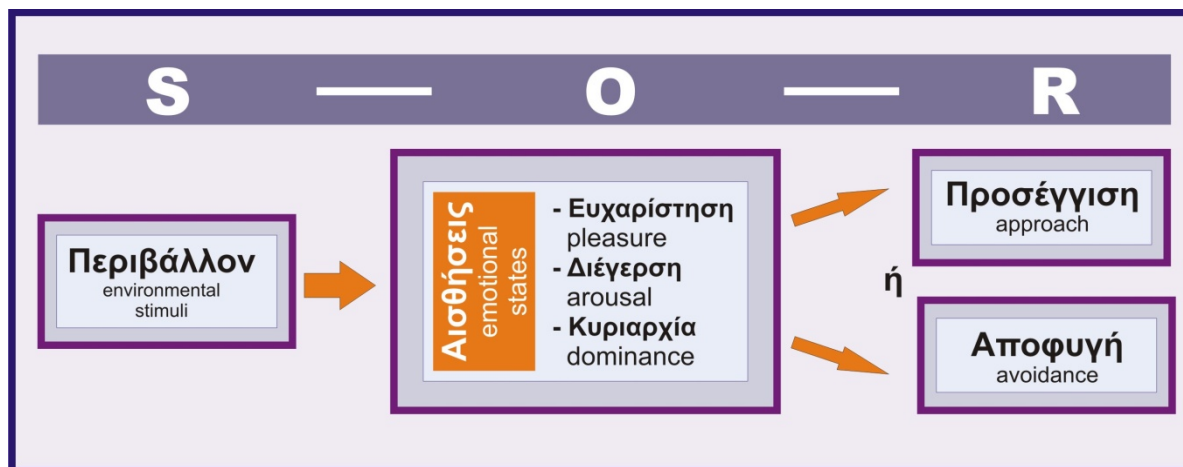 S — O — R
Περιβάλλον
environmental
stimuli
Αισθήσεις
emotional
states
- Ευχαρίστηση
pleasure
- Διέγερση
arousal
- Κυριαρχία
dominance
Προσέγγιση
approach
ή
Αποφυγή
avoidance